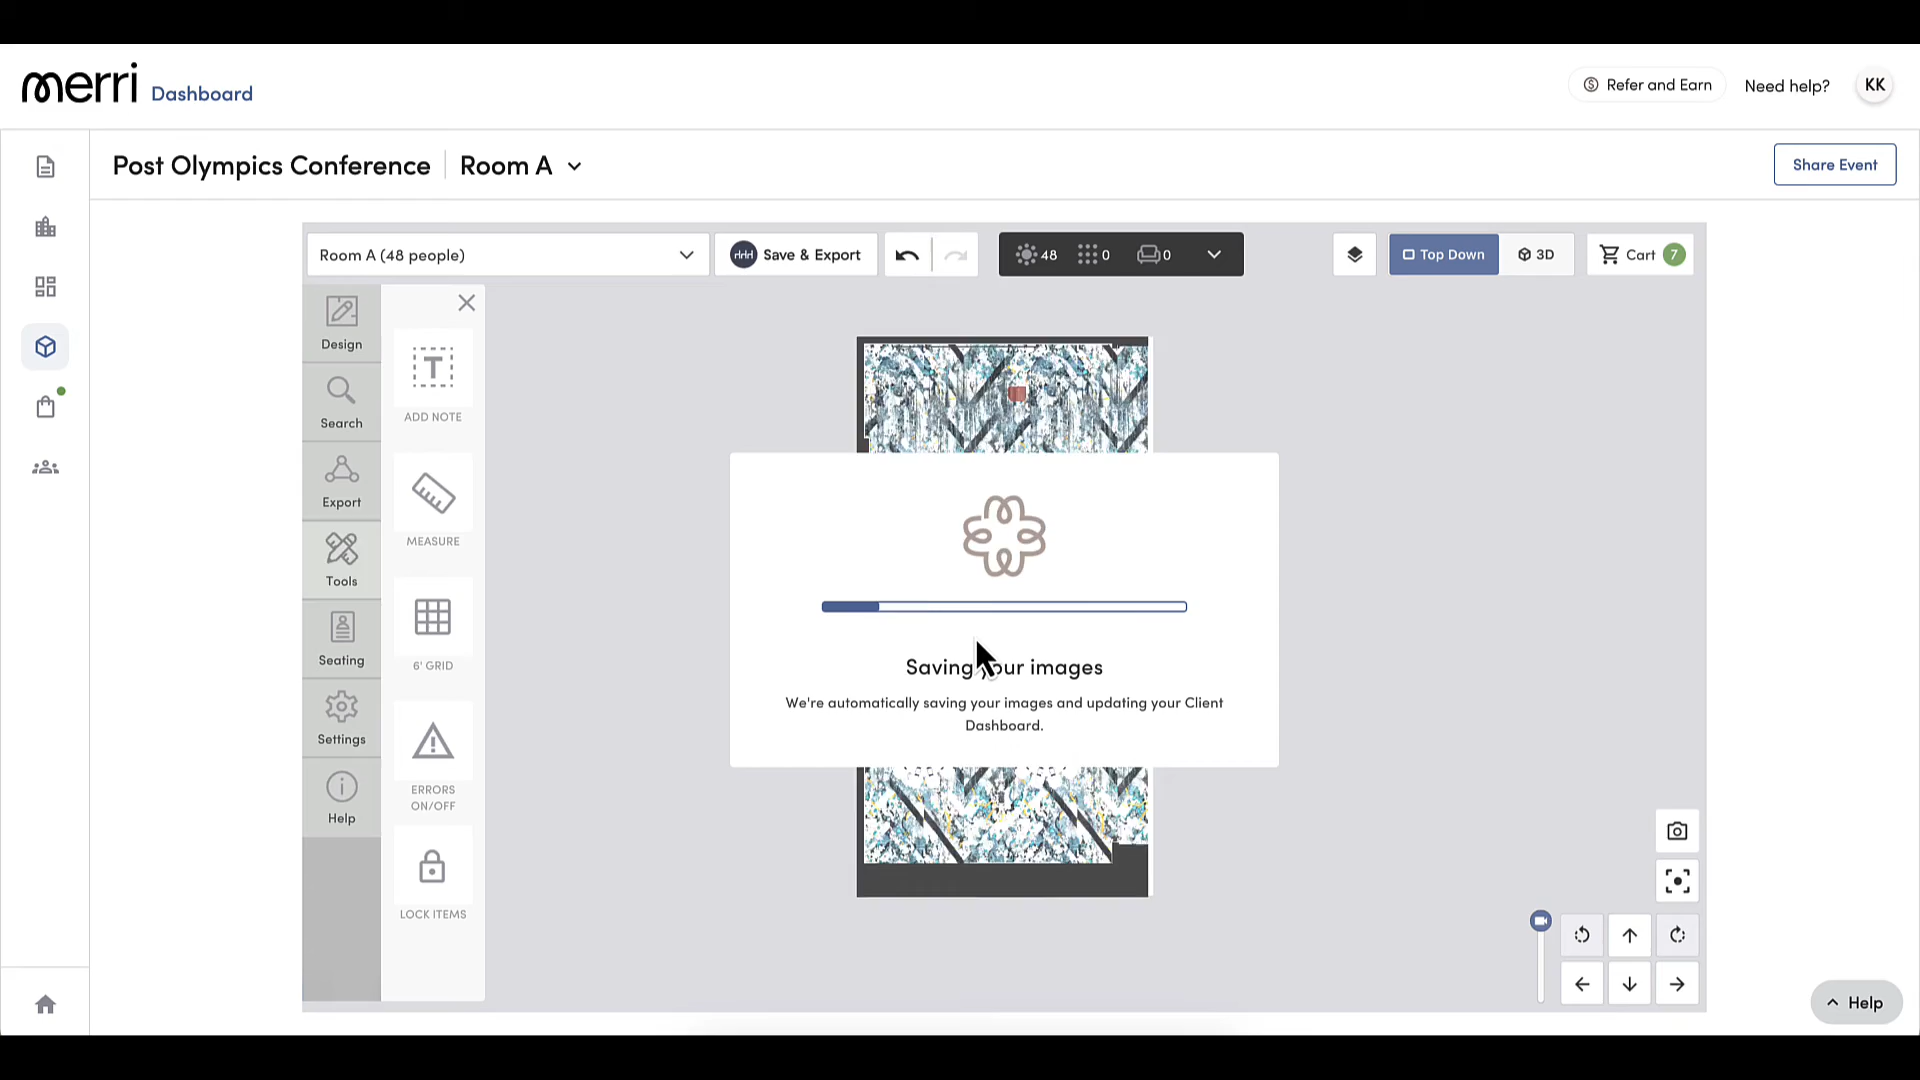 merri Dashboard
Refer and Earn
Need help?
KK
Post Olympics Conference
Room A
Share Event
Room A (48 people)
Save & Export
48
0
0
Top Down
3D
Cart 7
Design
Search
Export
Tools
Seating
Settings
Help
ADD NOTE
MEASURE
6' GRID
ERRORS
ON/OFF
LOCK ITEMS
Saving your images
We're automatically saving your images and updating your Client
Dashboard.
Help